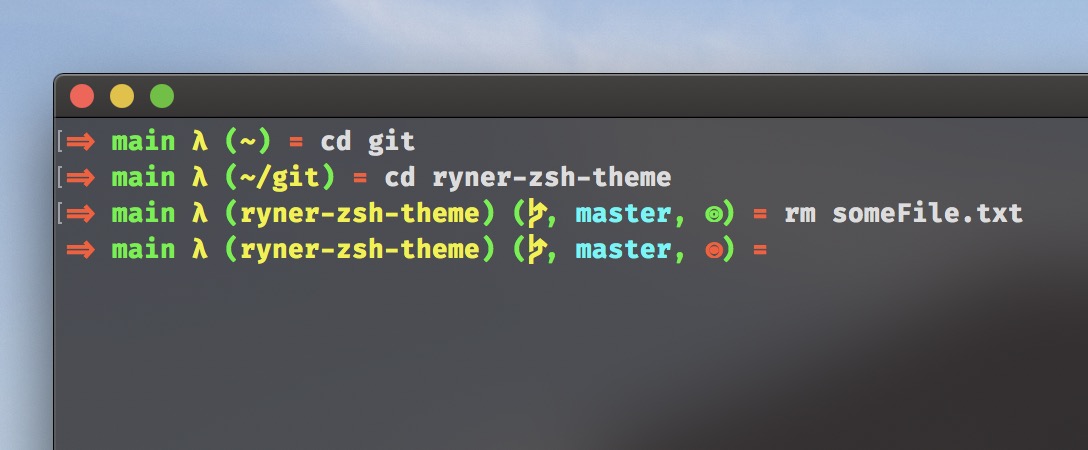 [⇒ main λ (~) = cd git
[⇒ main λ (~/git) = cd ryner-zsh-theme
[⇒ main λ (ryner-zsh-theme) (⊦, master, ⊚) = rm someFile.txt
⇒ main λ (ryner-zsh-theme) (⊦, master, ⊚) =